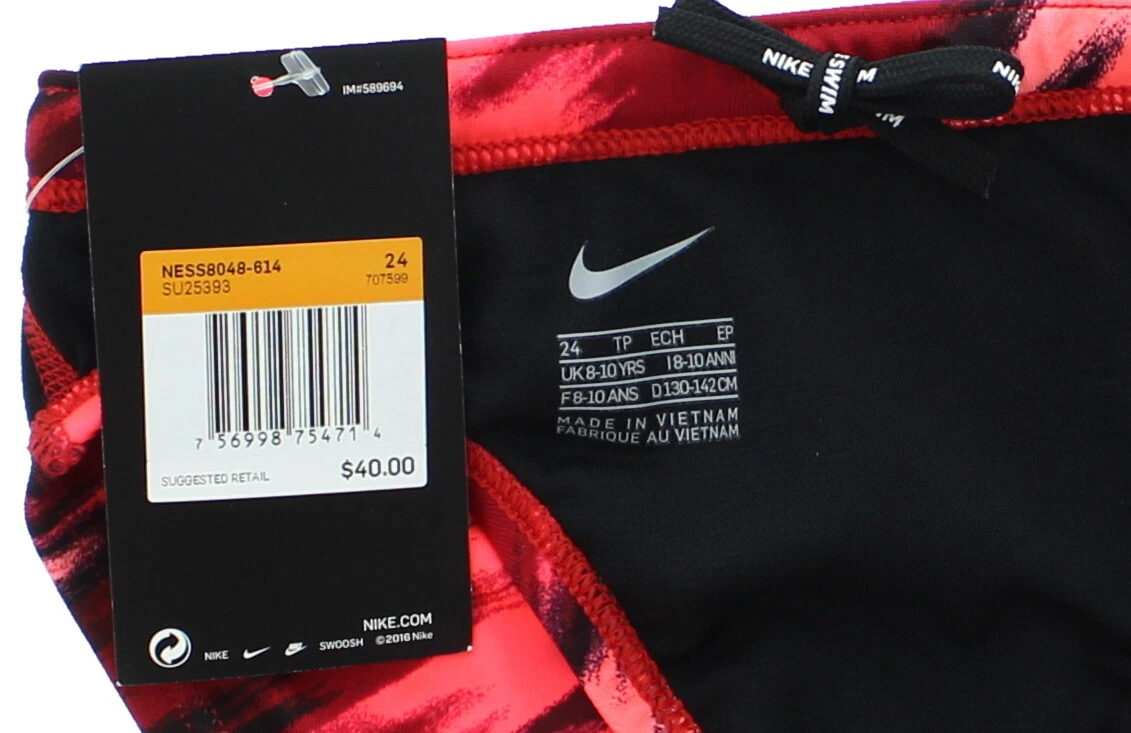 IM#589694
NESS8048-614 24
SU25393 707599
7 56998 75471 4
SUGGESTED RETAIL $40.00
NIKE.COM
NIKE SWOOSH ©2016 Nike
NIKE SWIM
24 TP ECH EP
UK 8-10 YRS I 8-10 ANNI
F 8-10 ANS D 130-142 CM
MADE IN VIETNAM
FABRIQUE AU VIETNAM